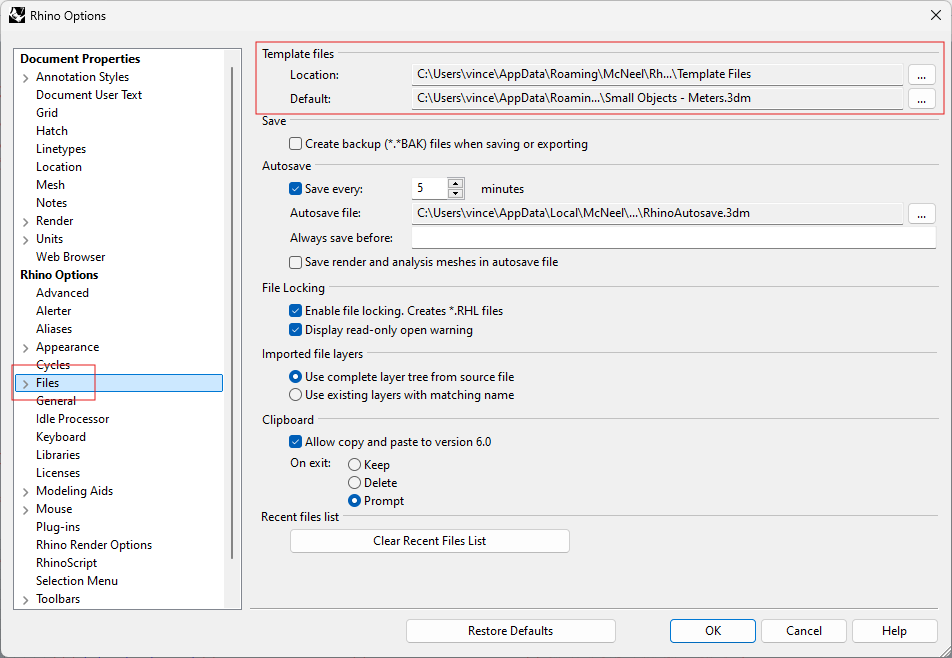 Rhino Options
Document Properties
Annotation Styles
Document User Text
Grid
Hatch
Linetypes
Location
Mesh
Notes
Render
Units
Web Browser
Rhino Options
Advanced
Alerter
Aliases
Appearance
Cycles
Files
General
Idle Processor
Keyboard
Libraries
Licenses
Modeling Aids
Mouse
Plug-ins
Rhino Render Options
RhinoScript
Selection Menu
Toolbars
Template files
Location: C:\Users\vince\AppData\Roaming\McNeel\Rh...\Template Files ...
Default: C:\Users\vince\AppData\Roamin...\Small Objects - Meters.3dm ...
Save
Create backup (*.*BAK) files when saving or exporting
Autosave
Save every: 5 minutes
Autosave file: C:\Users\vince\AppData\Local\McNeel\...\RhinoAutosave.3dm ...
Always save before:
Save render and analysis meshes in autosave file
File Locking
Enable file locking. Creates *.RHL files
Display read-only open warning
Imported file layers
Use complete layer tree from source file
Use existing layers with matching name
Clipboard
Allow copy and paste to version 6.0
On exit: Keep
Delete
Prompt
Recent files list
Clear Recent Files List
Restore Defaults OK Cancel Help